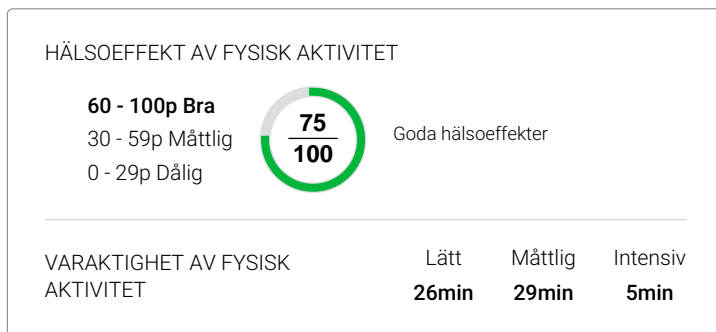 HÄLSOEFFEKT AV FYSISK AKTIVITET
60 - 100p Bra
30 - 59p Måttlig
0 - 29p Dålig
75
100
Goda hälsoeffekter
VARAKTIGHET AV FYSISK
AKTIVITET
Lätt Måttlig Intensiv
26min 29min 5min